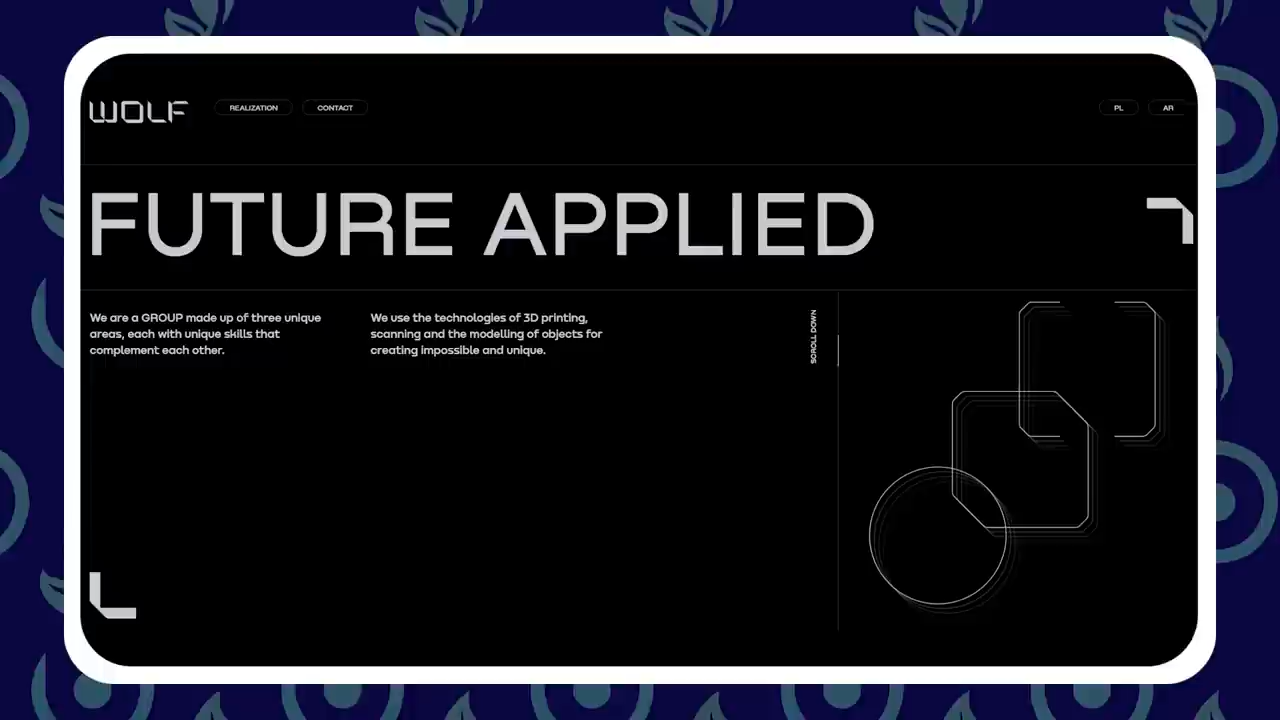 WOLF
REALIZATION
CONTACT
PL
AR
FUTURE APPLIED
We are a GROUP made up of three unique
areas, each with unique skills that
complement each other.
We use the technologies of 3D printing,
scanning and the modelling of objects for
creating impossible and unique.
SCROLL DOWN